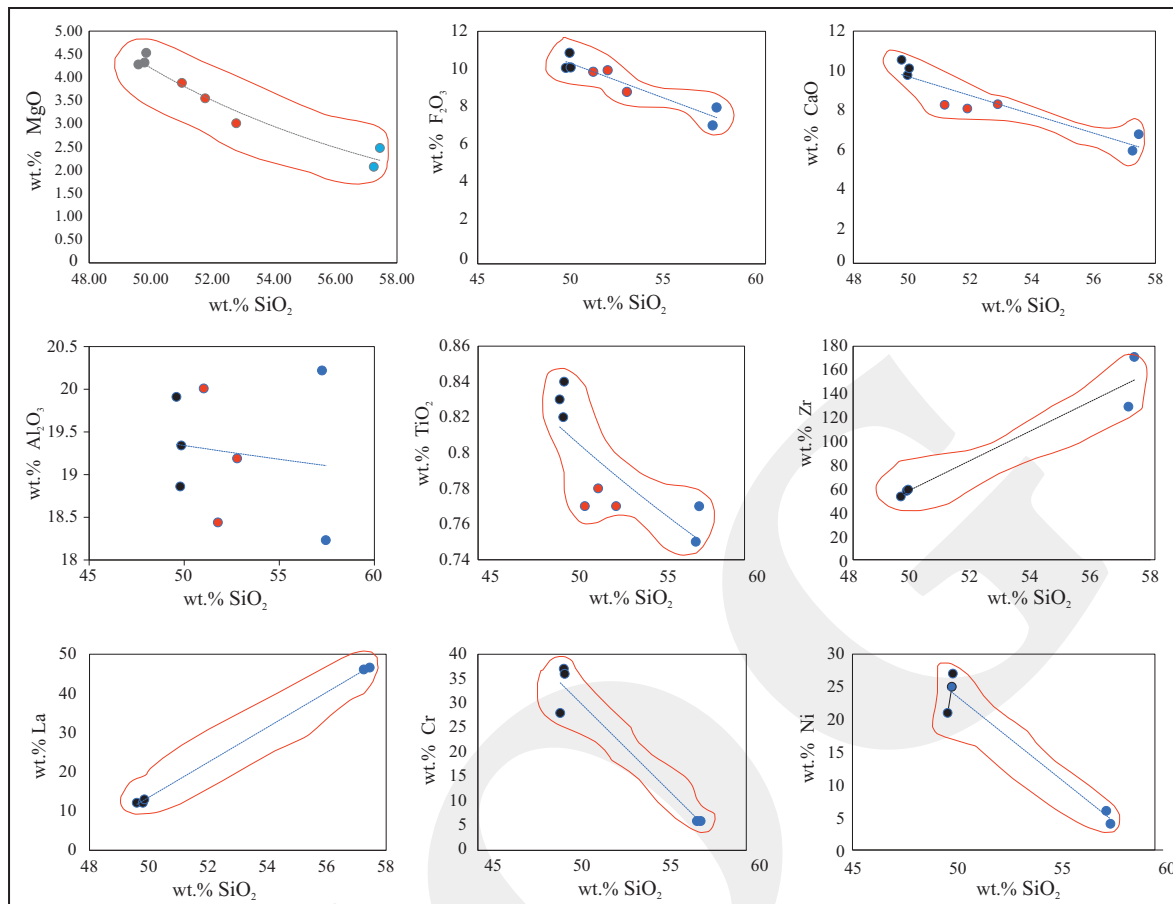 wt.% MgO
5.00
4.50
4.00
3.50
3.00
2.50
2.00
1.50
1.00
0.50
0.00
48.00 50.00 52.00 54.00 56.00 58.00
wt.% SiO₂
wt.% F₂O₃
12
10
8
6
4
2
0
45 50 55 60
wt.% SiO₂
wt.% CaO
12
10
8
6
4
2
0
48 50 52 54 56 58
wt.% SiO₂
wt.% Al₂O₃
20.5
20
19.5
19
18.5
18
45 50 55 60
wt.% SiO₂
wt.% TiO₂
0.86
0.84
0.82
0.8
0.78
0.76
0.74
45 50 55 60
wt.% SiO₂
wt.% Zr
180
160
140
120
100
80
60
40
20
0
48 50 52 54 56 58
wt.% SiO₂
wt.% La
50
40
30
20
10
0
48 50 52 54 56 58
wt.% SiO₂
wt.% Cr
40
35
30
25
20
15
10
5
0
45 50 55 60
wt.% SiO₂
wt.% Ni
30
25
20
15
10
5
0
45 50 55 60
wt.% SiO₂